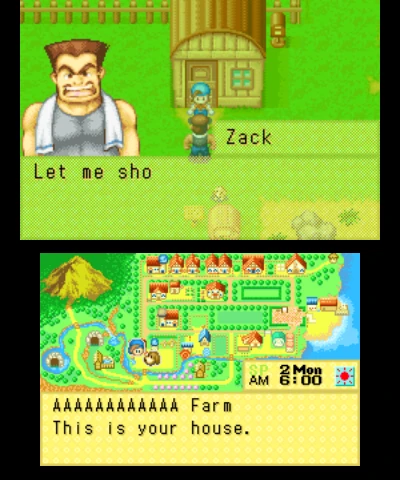 Zack
Let me sho
SP 2 Mon
AM 6:00
AAAAAAAAAAAA Farm
This is your house.